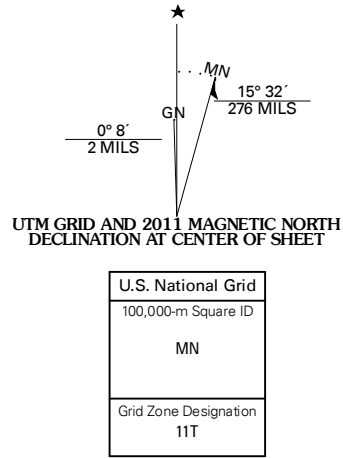 ★
MN
GN
15° 32´
276 MILS
0° 8´
2 MILS
UTM GRID AND 2011 MAGNETIC NORTH
DECLINATION AT CENTER OF SHEET
U.S. National Grid
100,000-m Square ID
MN
Grid Zone Designation
11T